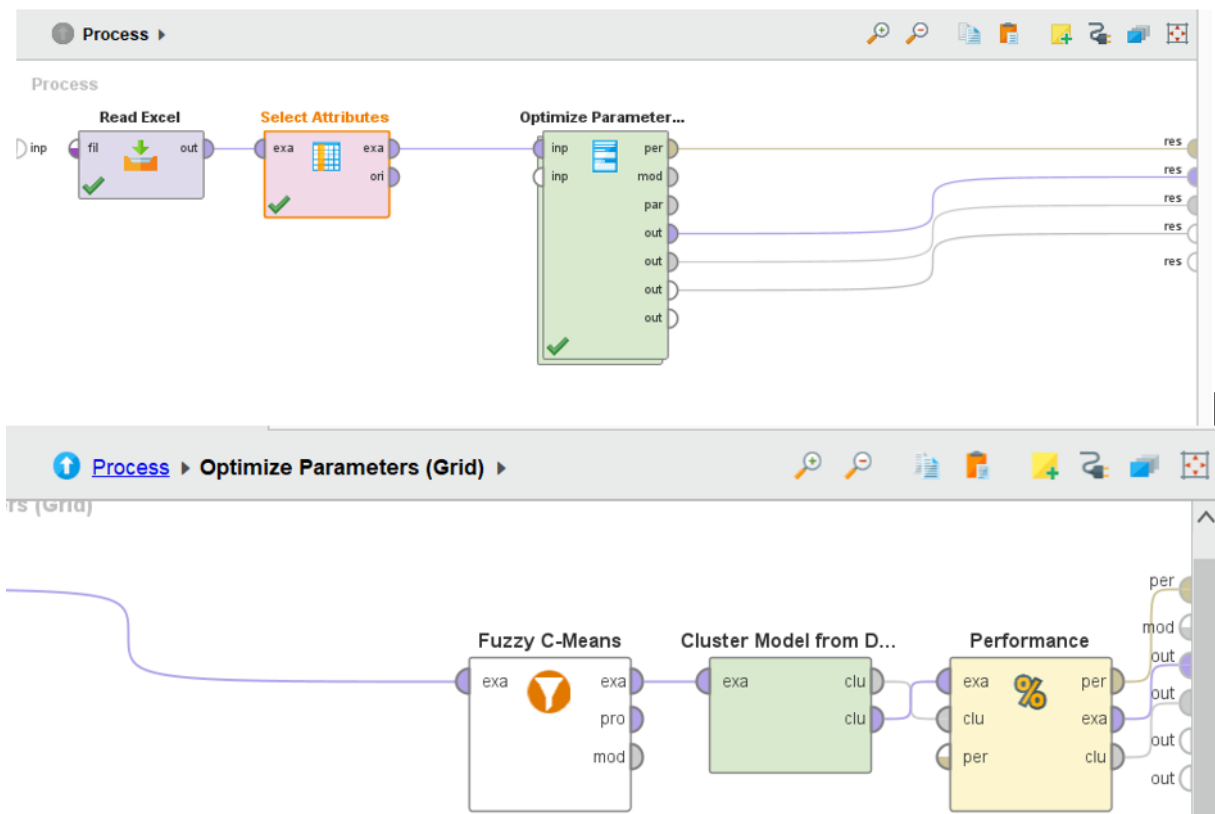 Process
Process
Read Excel
Select Attributes
Optimize Parameter...
inp
fil
out
exa
exa
ori
inp
per
inp
mod
par
out
out
out
out
res
res
res
res
res
Process
Optimize Parameters (Grid)
rs (Grid)
Fuzzy C-Means
Cluster Model from D...
Performance
exa
exa
pro
mod
exa
clu
clu
exa
per
clu
exa
per
clu
%
per
mod
out
out
out
out